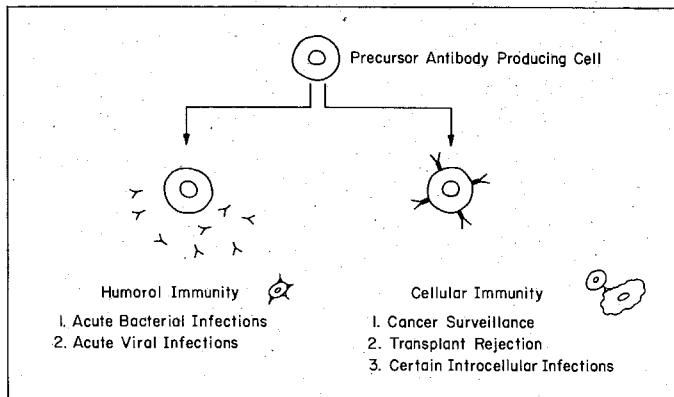 Precursor Antibody Producing Cell
Humorol Immunity
1. Acute Bacterial Infections
2. Acute Viral Infections
Cellular Immunity
1. Cancer Surveillance
2. Transplant Rejection
3. Certain Introcellular Infections